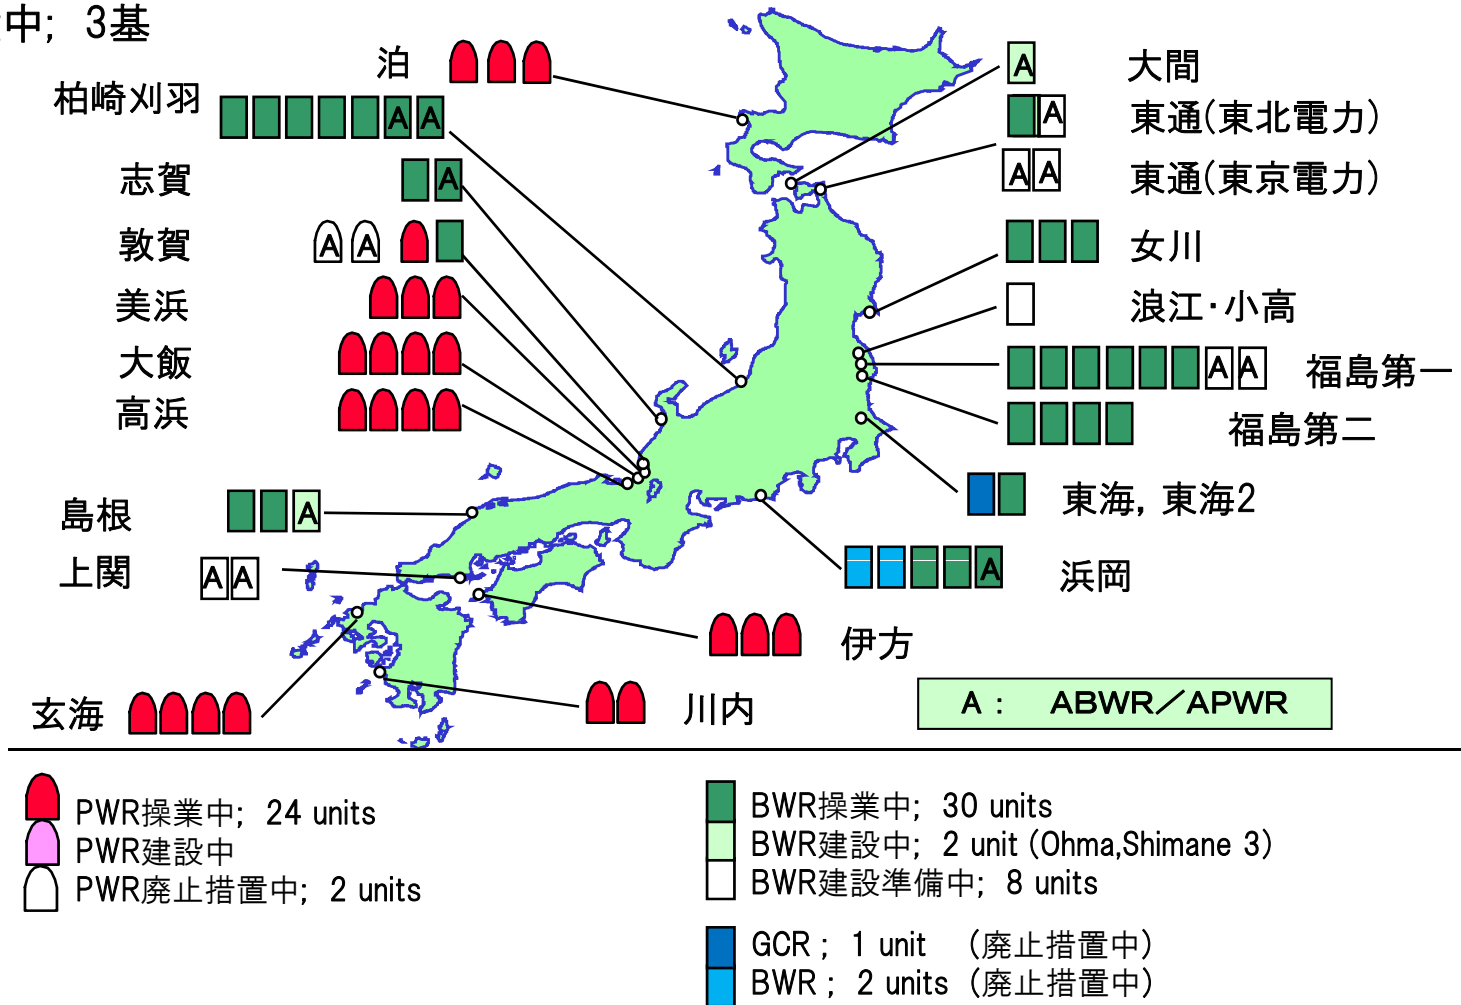 中; 3基
泊
柏崎刈羽
A A
志賀
A
敦賀
A A
美浜
大飯
高浜
島根
A
上関
A A
玄海
A
大間
A
東通(東北電力)
A A
東通(東京電力)
女川
浪江・小高
A A
福島第一
福島第二
東海, 東海2
A
浜岡
伊方
川内
A : ABWR/APWR
PWR操業中; 24 units
PWR建設中
PWR廃止措置中; 2 units
BWR操業中; 30 units
BWR建設中; 2 unit (Ohma,Shimane 3)
BWR建設準備中; 8 units
GCR ; 1 unit (廃止措置中)
BWR ; 2 units (廃止措置中)